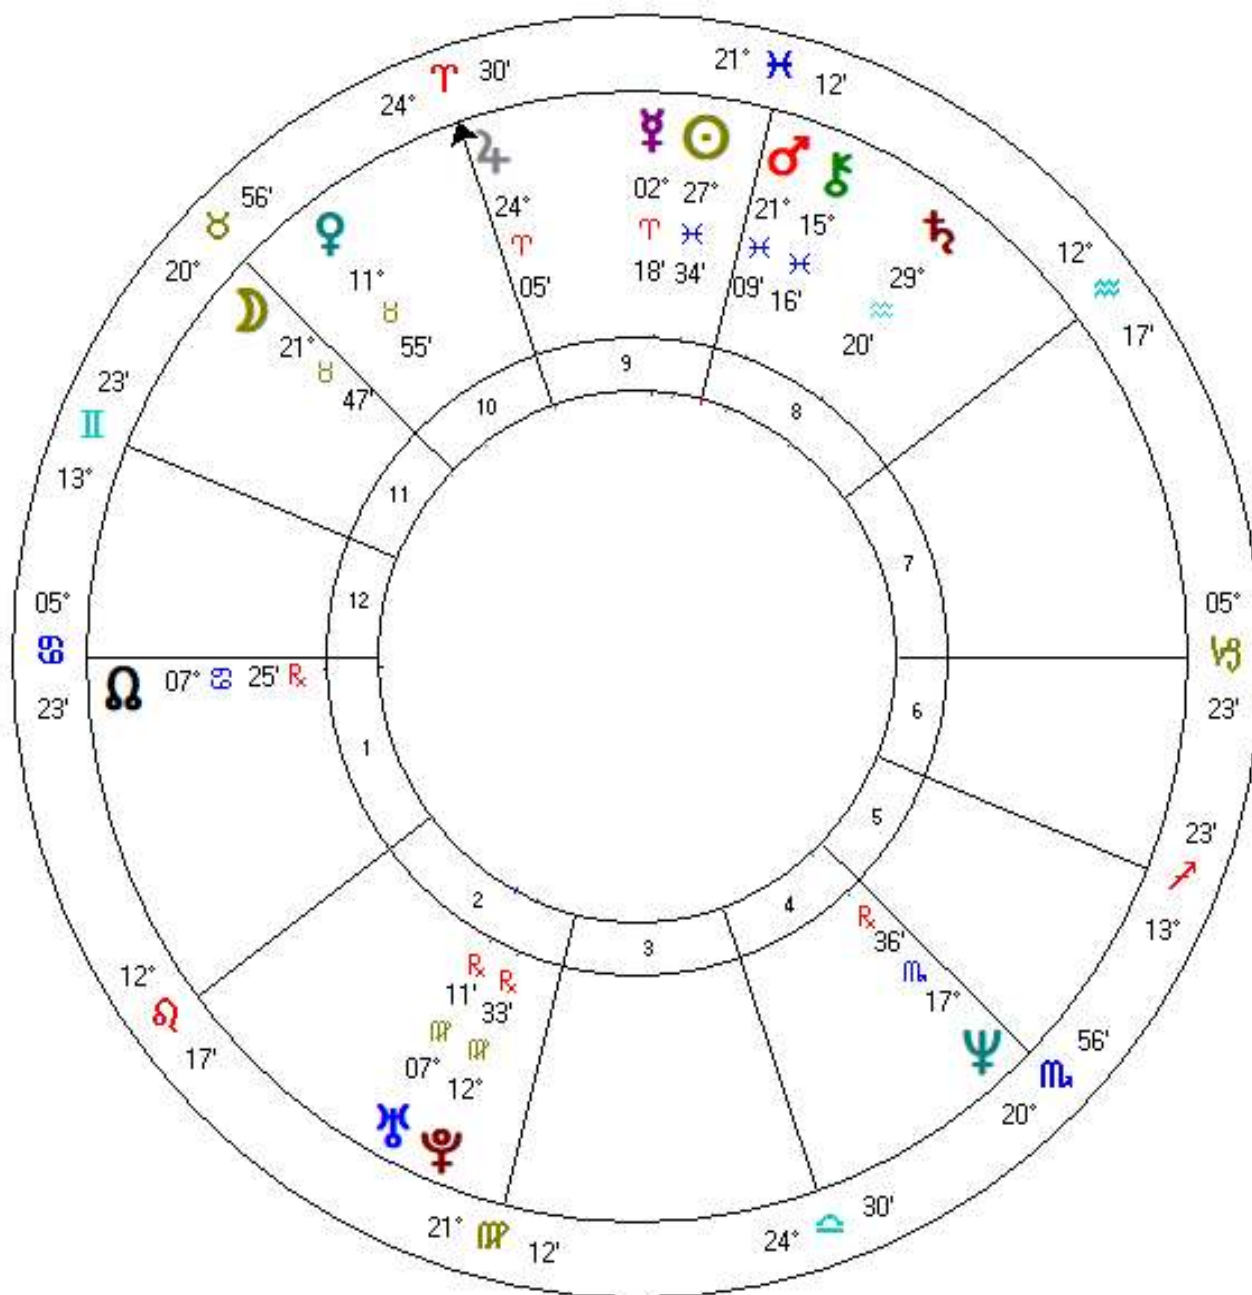 24° ♈ 30'
21° ♓ 12'
20° ♉ 56'
♀ 11° ♉ 55'
♃ 24° ♈ 05'
☿ 02° ♈ 18'
☉ 27° ♓ 34'
♂ 21° ♓ 09'
⚷ 15° ♓ 16'
♄ 29° ♒ 20'
12° ♒ 17'
☽ 21° ♉ 47'
13° ♊ 23'
9
10
8
11
7
12
05° ♋ 23'
05° ♑ 23'
☊ 07° ♋ 25' ℞
6
1
5
2
4
3
23' ♐ 13°
12° ♌ 17'
♅ 07° ♍ 11' ℞
♇ 12° ♍ 33' ℞
♆ 17° ♏ 36' ℞
56' ♏ 20°
21° ♍ 12'
24° ♎ 30'